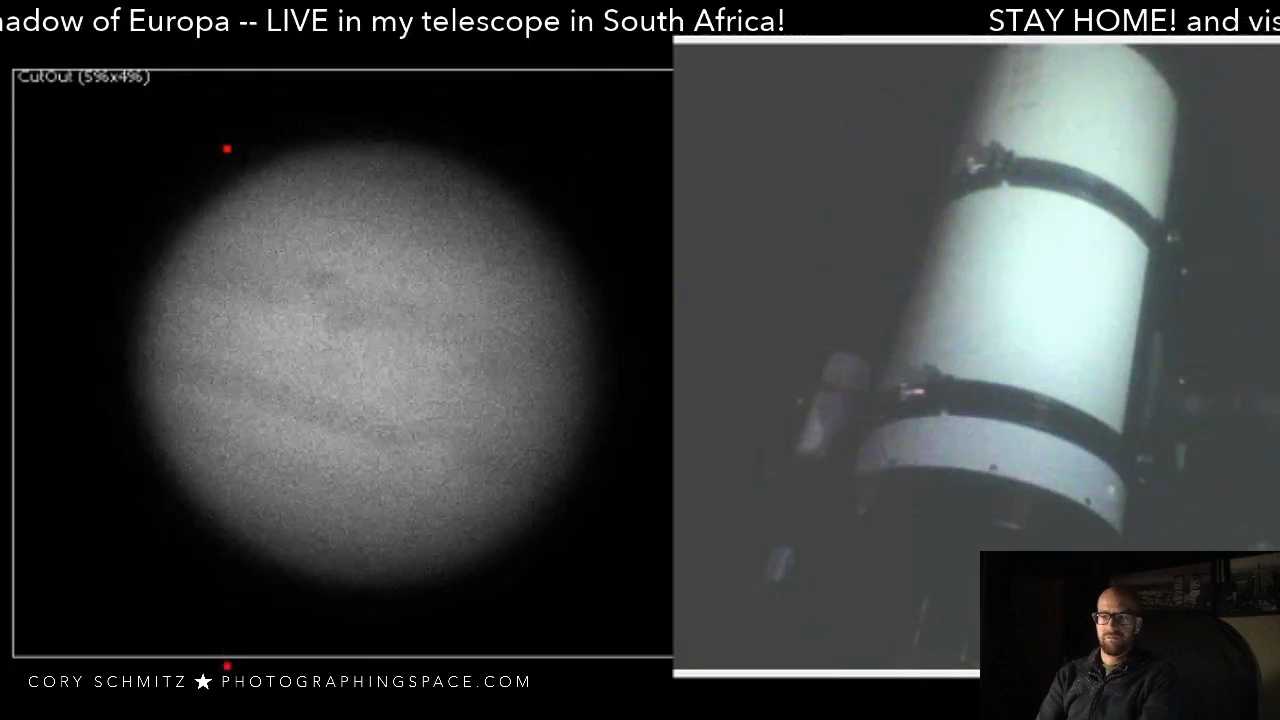 hadow of Europa -- LIVE in my telescope in South Africa! STAY HOME! and vis
CutOut (5%x4%)
CORY SCHMITZ ★ PHOTOGRAPHINGSPACE.COM